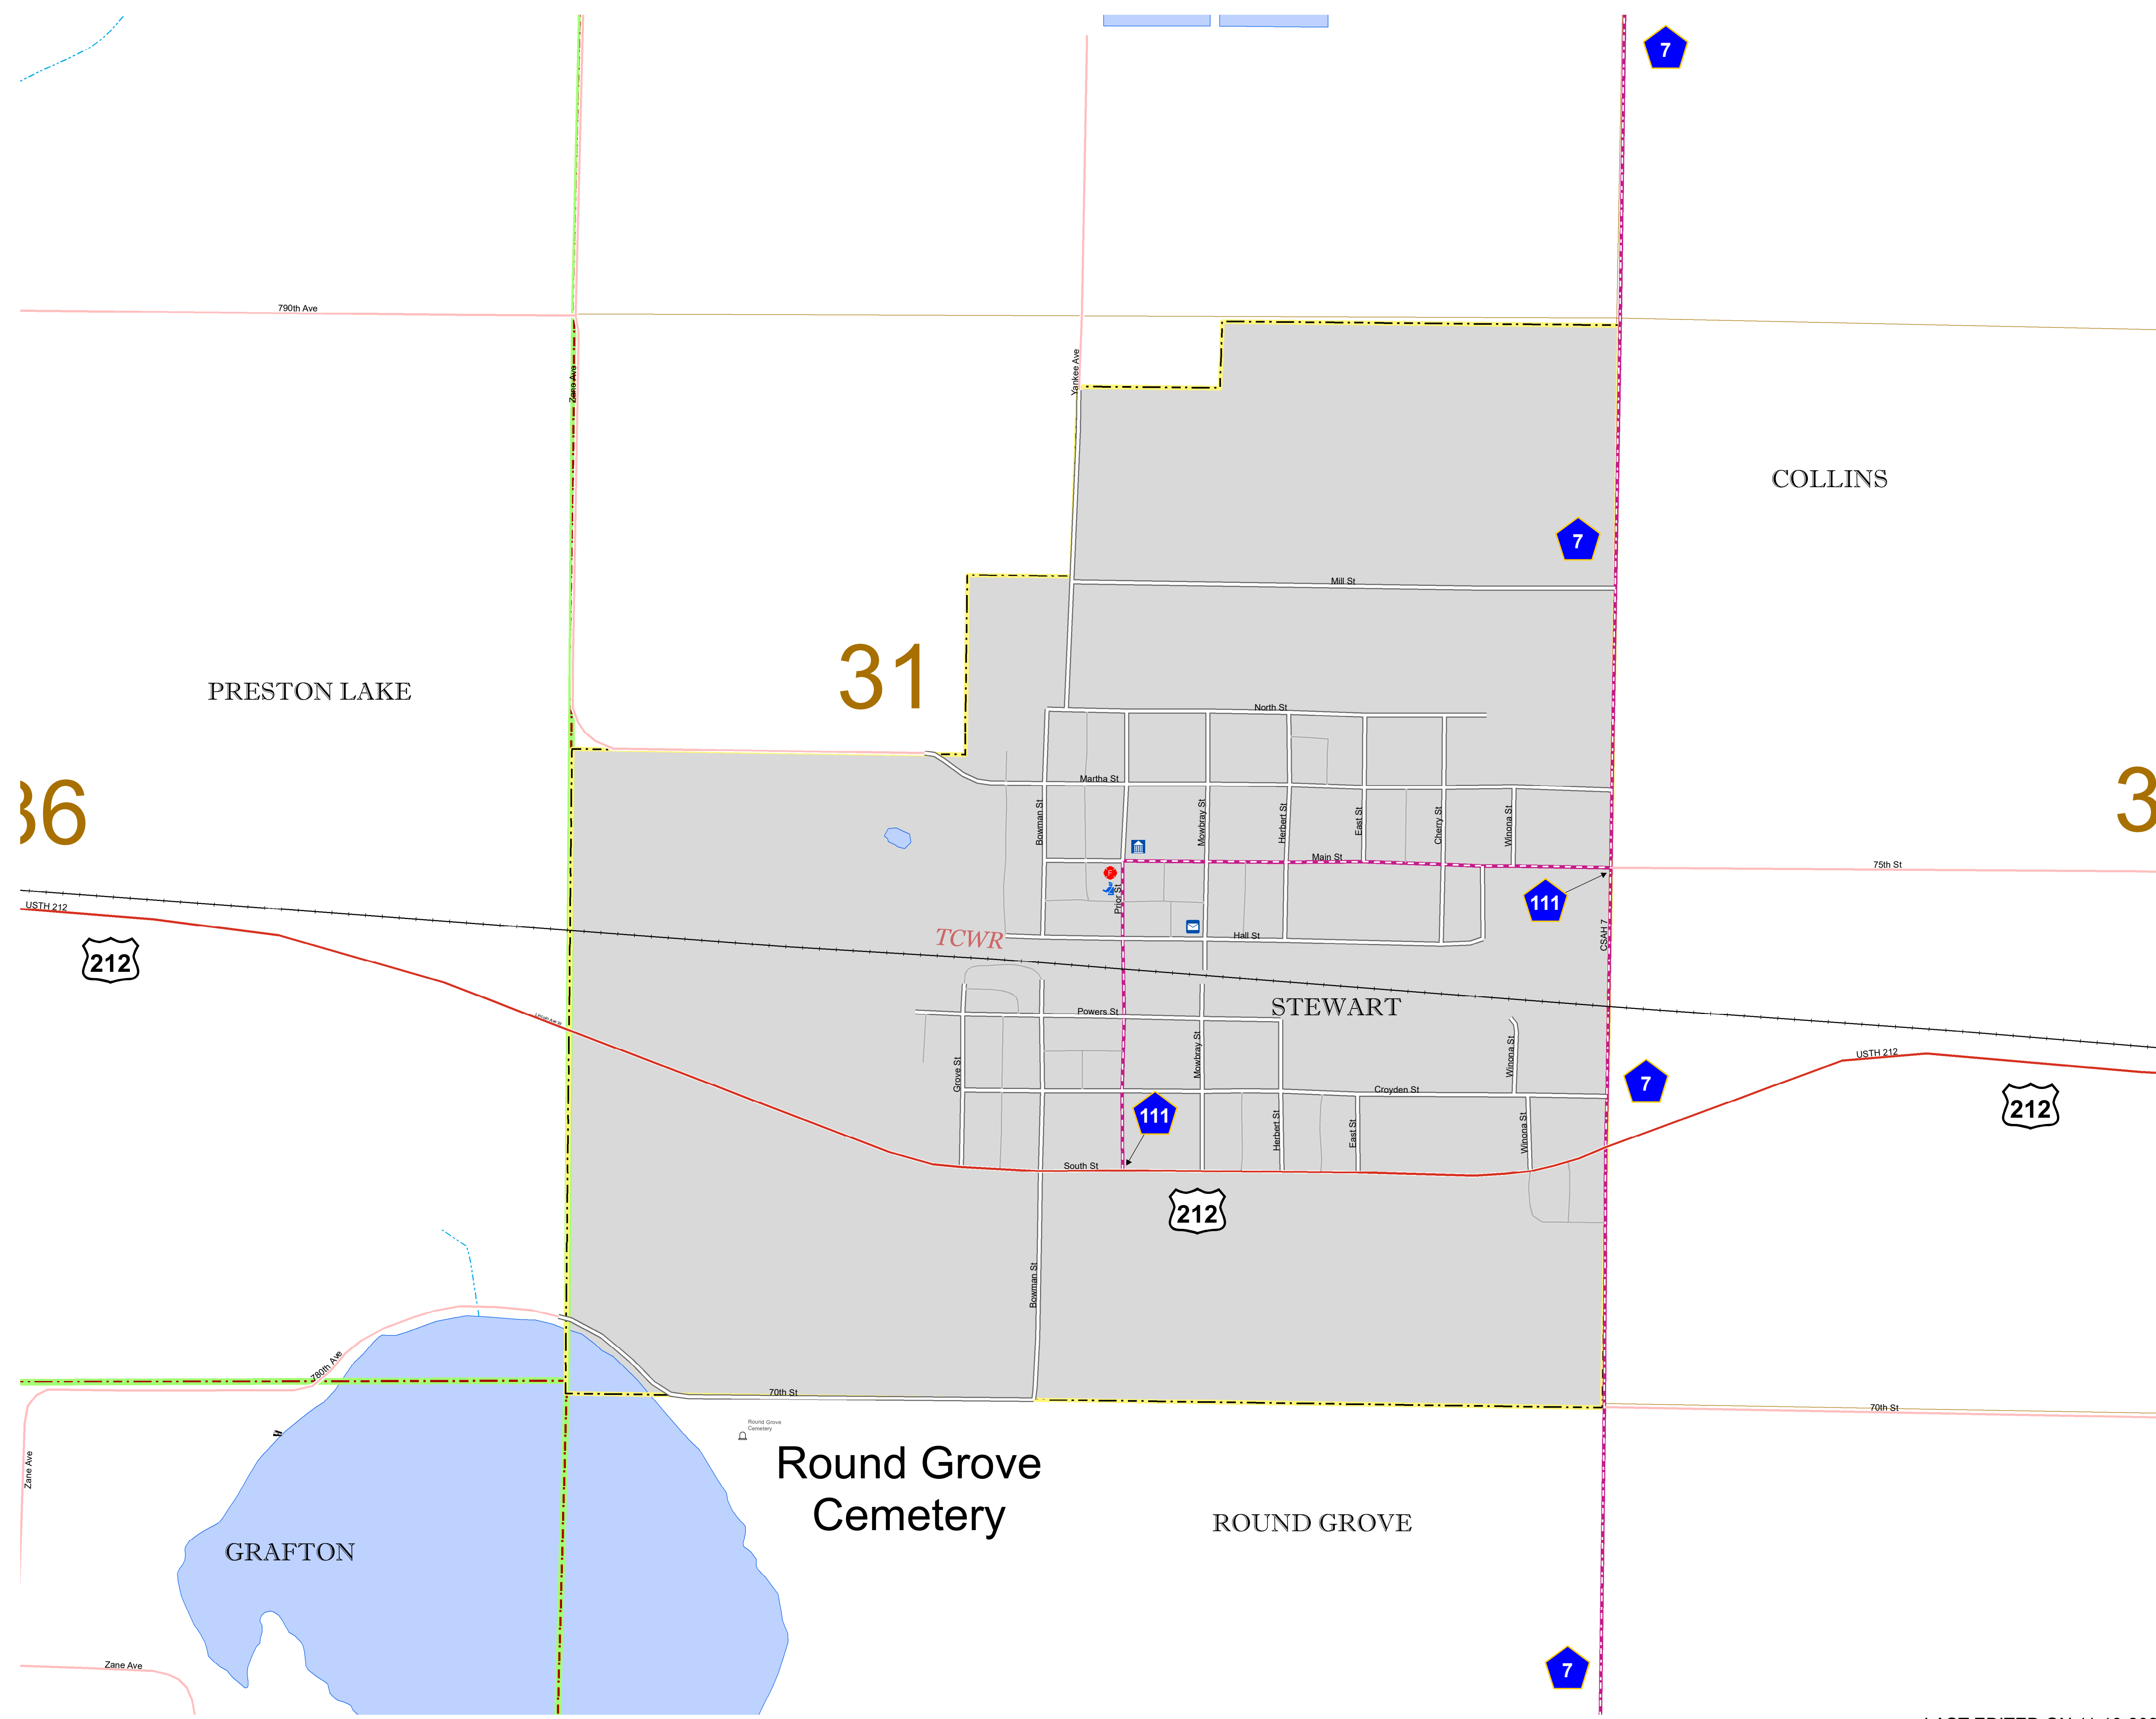 7
790th Ave
Zane Ave
Yankee Ave
COLLINS
7
Mill St
31
PRESTON LAKE
North St
36
Martha St
3
Bowman St
Mowbray St
Herbert St
East St
Cherry St
Winona St
Main St
75th St
F
Prior St
111
USTH 212
212
TCWR
Hall St
CSAH 7
STEWART
Powers St
Grove St
Mowbray St
Winona St
USTH 212
7
212
Croyden St
111
Herbert St
East St
Winona St
South St
212
Bowman St
780th Ave
70th St
70th St
Round Grove
Cemetery
Round Grove
Cemetery
Zane Ave
ROUND GROVE
GRAFTON
Zane Ave
7